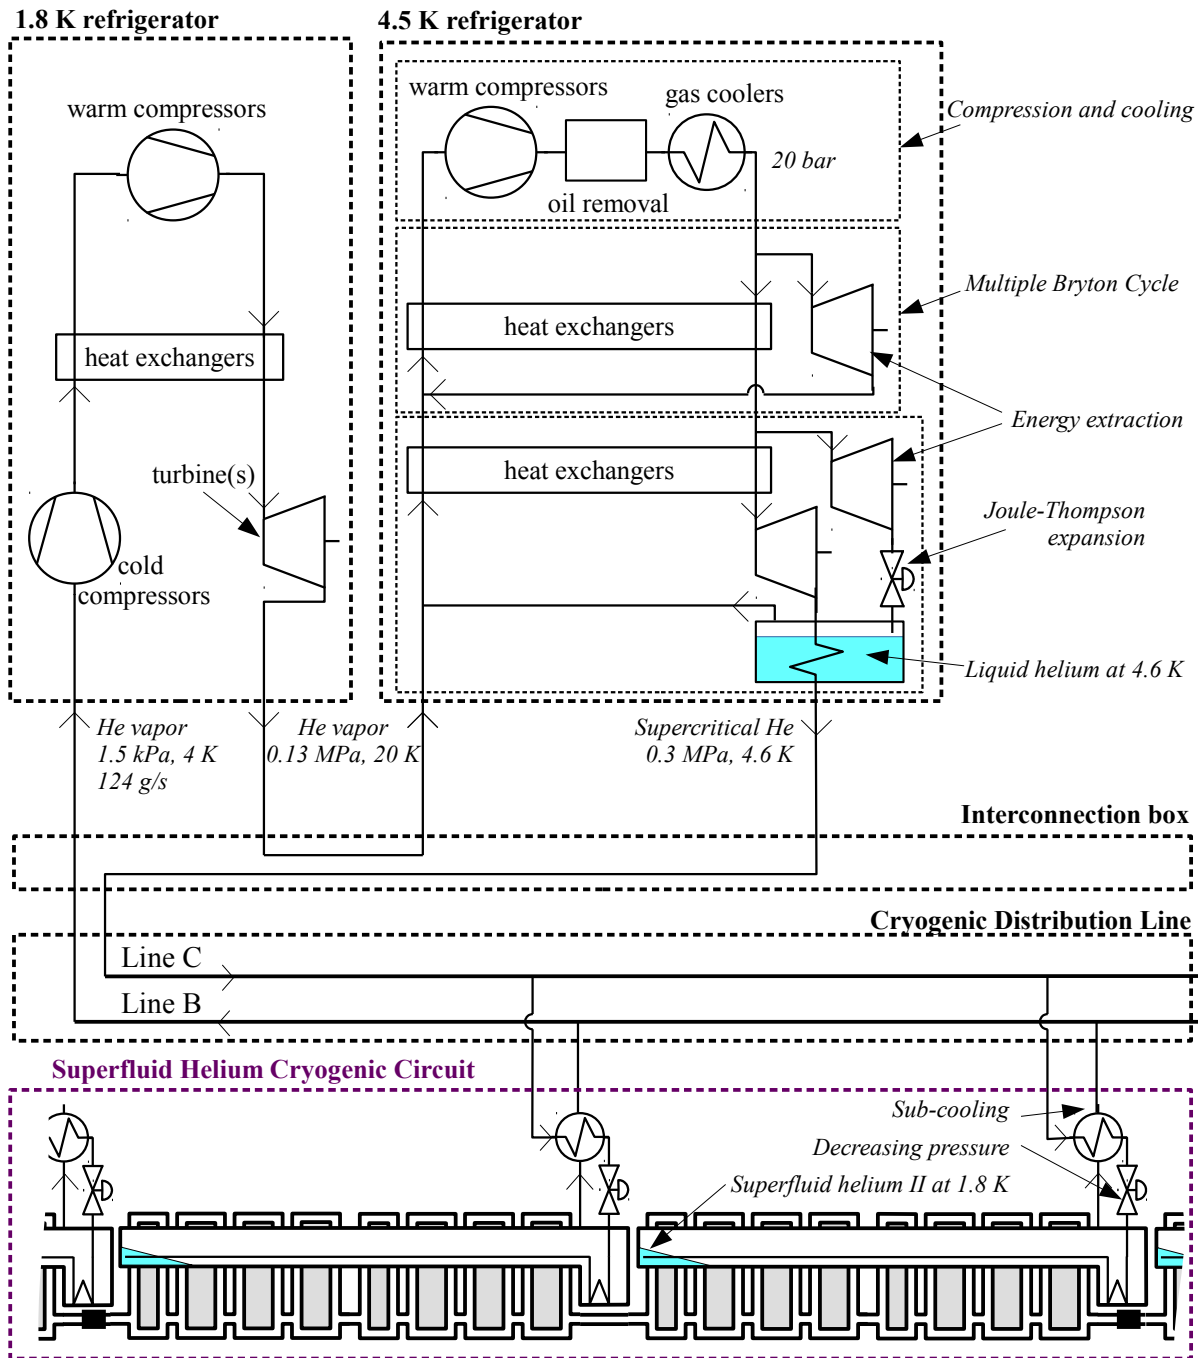 1.8 K refrigerator
4.5 K refrigerator
warm compressors
warm compressors
gas coolers
Compression and cooling
20 bar
oil removal
Multiple Bryton Cycle
heat exchangers
heat exchangers
Energy extraction
heat exchangers
turbine(s)
Joule-Thompson
expansion
cold
compressors
Liquid helium at 4.6 K
He vapor
1.5 kPa, 4 K
124 g/s
He vapor
0.13 MPa, 20 K
Supercritical He
0.3 MPa, 4.6 K
Interconnection box
Cryogenic Distribution Line
Line C
Line B
Superfluid Helium Cryogenic Circuit
Sub-cooling
Decreasing pressure
Superfluid helium II at 1.8 K